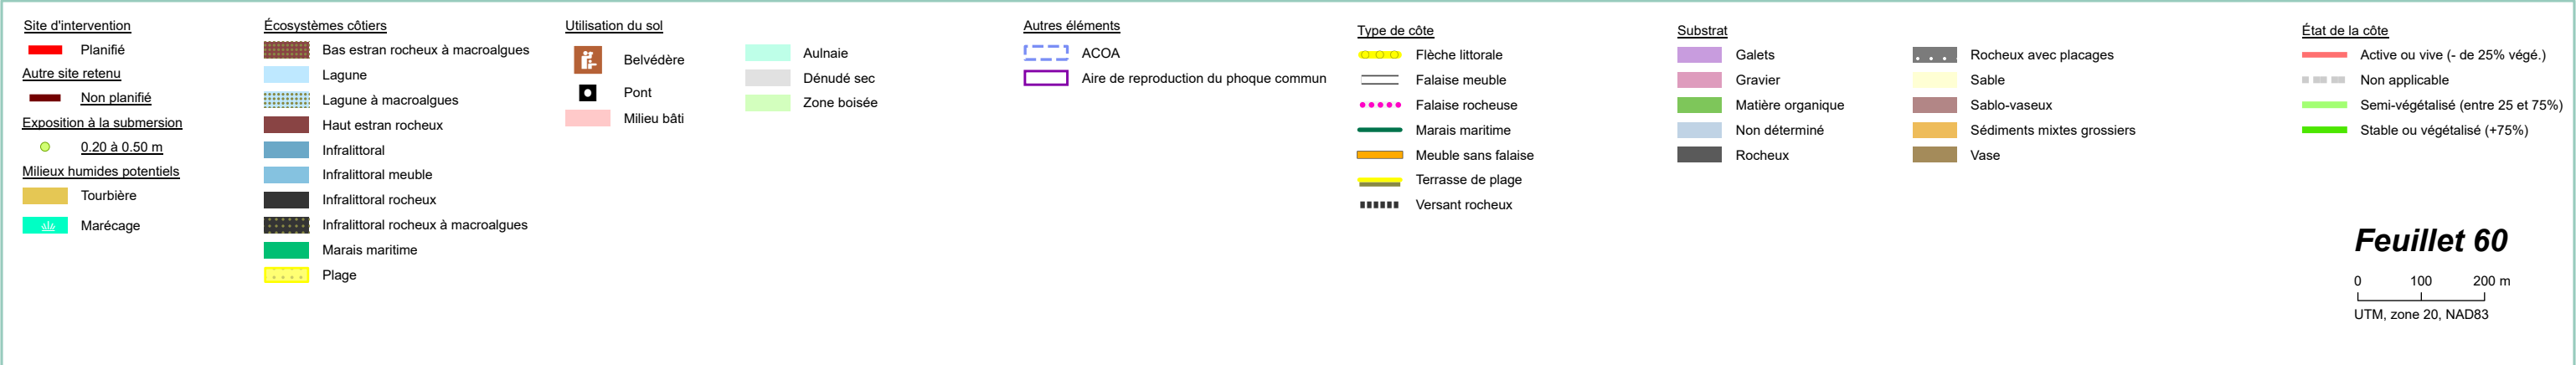 Site d'intervention
Planifié
Autre site retenu
Non planifié
Exposition à la submersion
0.20 à 0.50 m
Milieux humides potentiels
Tourbière
Marécage
Écosystèmes côtiers
Bas estran rocheux à macroalgues
Lagune
Lagune à macroalgues
Haut estran rocheux
Infralittoral
Infralittoral meuble
Infralittoral rocheux
Infralittoral rocheux à macroalgues
Marais maritime
Plage
Utilisation du sol
Belvédère
Pont
Milieu bâti
Aulnaie
Dénudé sec
Zone boisée
Autres éléments
ACOA
Aire de reproduction du phoque commun
Type de côte
Flèche littorale
Falaise meuble
Falaise rocheuse
Marais maritime
Meuble sans falaise
Terrasse de plage
Versant rocheux
Substrat
Galets
Gravier
Matière organique
Non déterminé
Rocheux
Rocheux avec placages
Sable
Sablo-vaseux
Sédiments mixtes grossiers
Vase
État de la côte
Active ou vive (- de 25% végé.)
Non applicable
Semi-végétalisé (entre 25 et 75%)
Stable ou végétalisé (+75%)
Feuillet 60
0 100 200 m
UTM, zone 20, NAD83